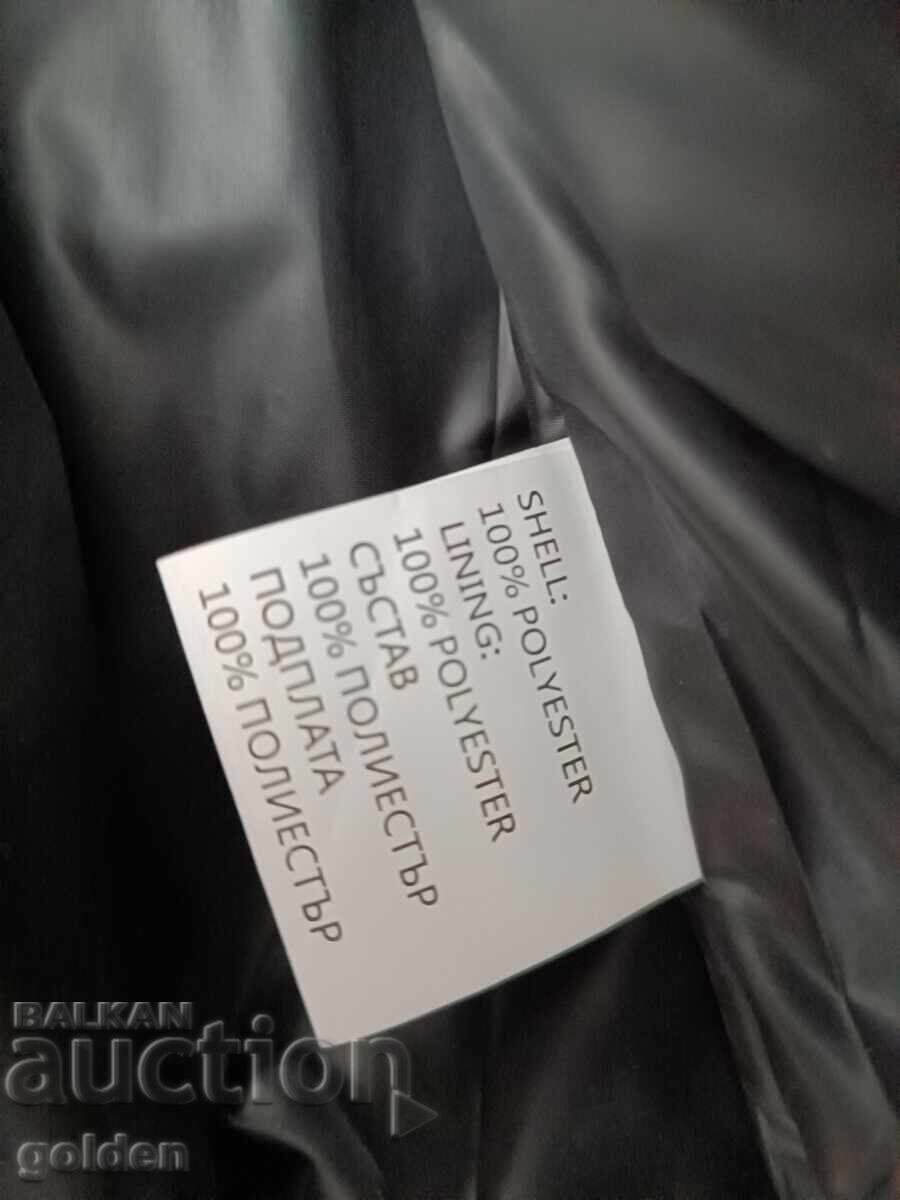 SHELL:
100% POLYESTER
LINING:
100% POLYESTER
СЪСТАВ
100% ПОЛИЕСТЪР
ПОДПЛАТА
100% ПОЛИЕСТЪР
BALKAN
auction
golden